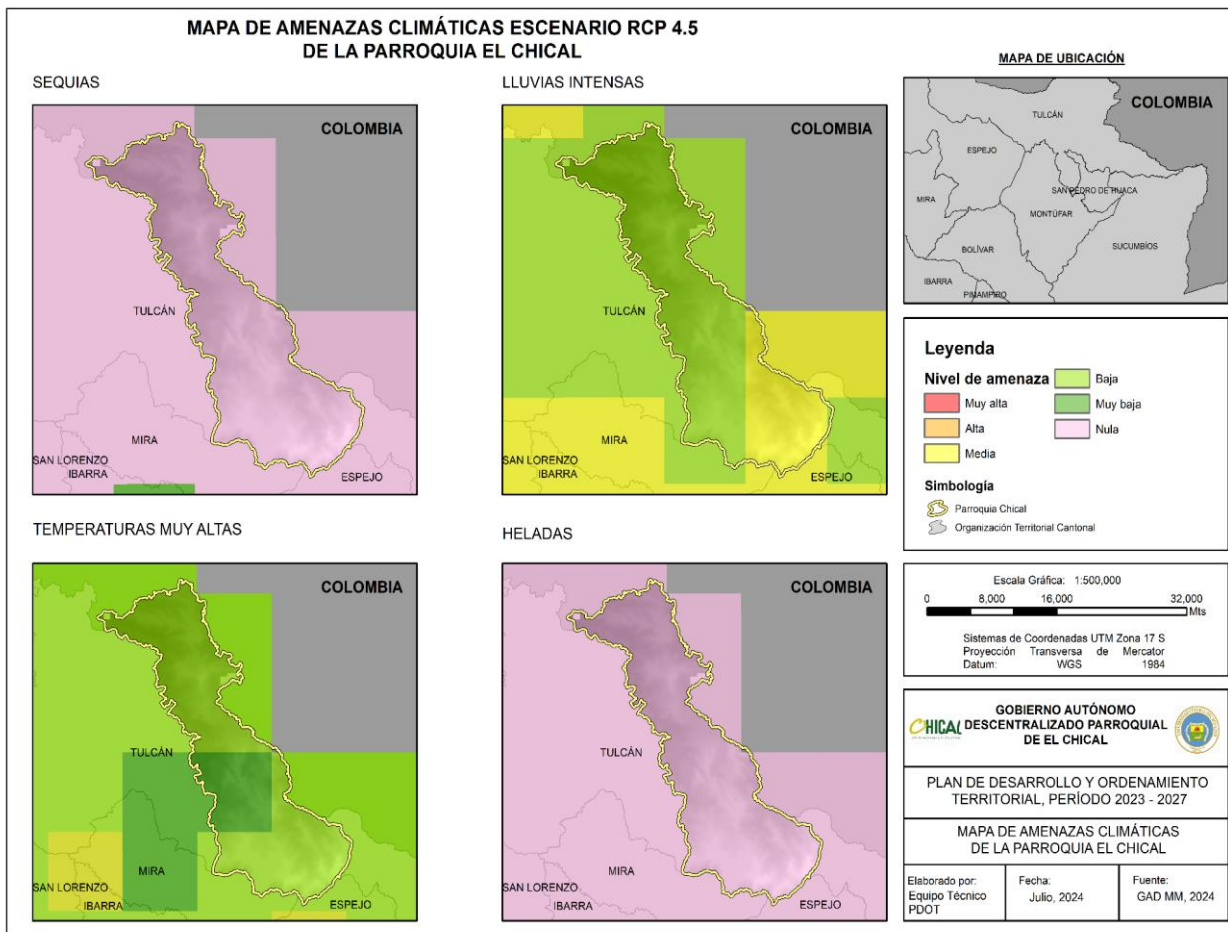 MAPA DE AMENAZAS CLIMÁTICAS ESCENARIO RCP 4.5
DE LA PARROQUIA EL CHICAL
SEQUIAS
COLOMBIA
TULCÁN
MIRA
SAN LORENZO
IBARRA
ESPEJO
LLUVIAS INTENSAS
COLOMBIA
TULCÁN
MIRA
SAN LORENZO
IBARRA
ESPEJO
TEMPERATURAS MUY ALTAS
COLOMBIA
TULCÁN
MIRA
SAN LORENZO
IBARRA
ESPEJO
HELADAS
COLOMBIA
TULCÁN
MIRA
SAN LORENZO
IBARRA
ESPEJO
MAPA DE UBICACIÓN
COLOMBIA
TULCÁN
ESPEJO
SAN PEDRO DE HUACA
MIRA
MONTÚFAR
BOLÍVAR
SUCUMBÍOS
IBARRA
PIMAMPIRO
Leyenda
Nivel de amenaza
Muy alta
Alta
Media
Baja
Muy baja
Nula
Simbología
Parroquia Chical
Organización Territorial Cantonal
Escala Gráfica: 1:500,000
0 8,000 16,000 32,000
Mts
Sistemas de Coordenadas UTM Zona 17 S
Proyección Transversa de Mercator
Datum: WGS 1984
CHICAL
GOBIERNO AUTÓNOMO
DESCENTRALIZADO PARROQUIAL
DE EL CHICAL
PLAN DE DESARROLLO Y ORDENAMIENTO
TERRITORIAL, PERÍODO 2023 - 2027
MAPA DE AMENAZAS CLIMÁTICAS
DE LA PARROQUIA EL CHICAL
Elaborado por:
Equipo Técnico
PDOT
Fecha:
Julio, 2024
Fuente:
GAD MM, 2024